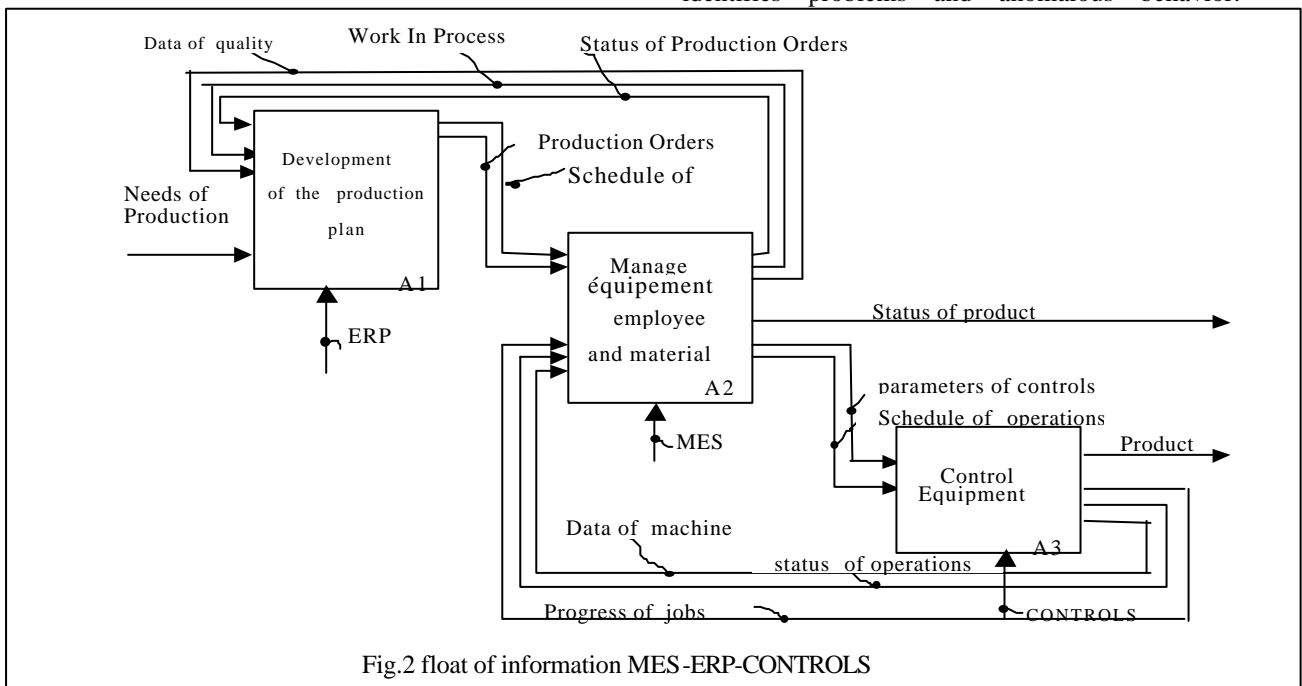 identifies problems and anomalous behavior.
Data of quality
Work In Process
Status of Production Orders
Development
of the production
plan
A1
Production Orders
Schedule of
Needs of
Production
ERP
Manage
équipement
employee
and material
A2
Status of product
MES
parameters of controls
Schedule of operations
Product
Control
Equipment
A3
Data of machine
status of operations
Progress of jobs
CONTROLS
Fig.2 float of information MES-ERP-CONTROLS